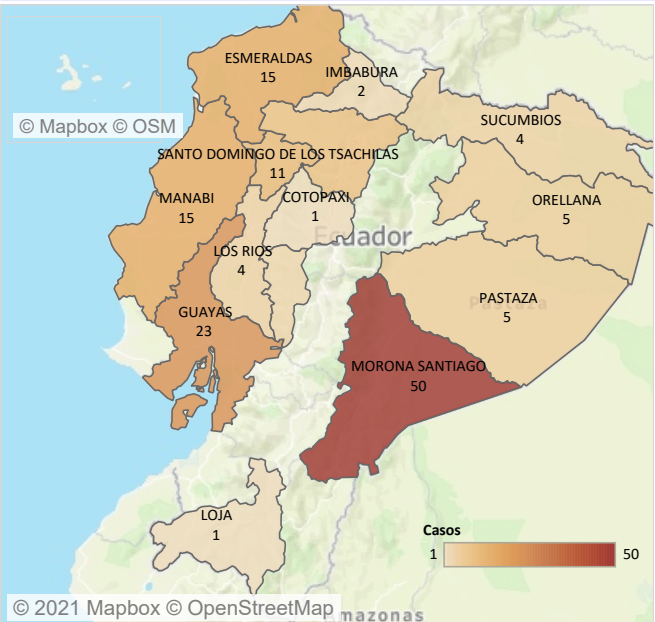 ESMERALDAS
15
IMBABURA
2
© Mapbox © OSM
SUCUMBIOS
4
SANTO DOMINGO DE LOS TSACHILAS
11
MANABI
15
COTOPAXI
1
ORELLANA
5
Ecuador
LOS RIOS
4
GUAYAS
23
PASTAZA
5
Pastaza
MORONA SANTIAGO
50
LOJA
1
Casos
1 50
© 2021 Mapbox © OpenStreetMap
Amazonas